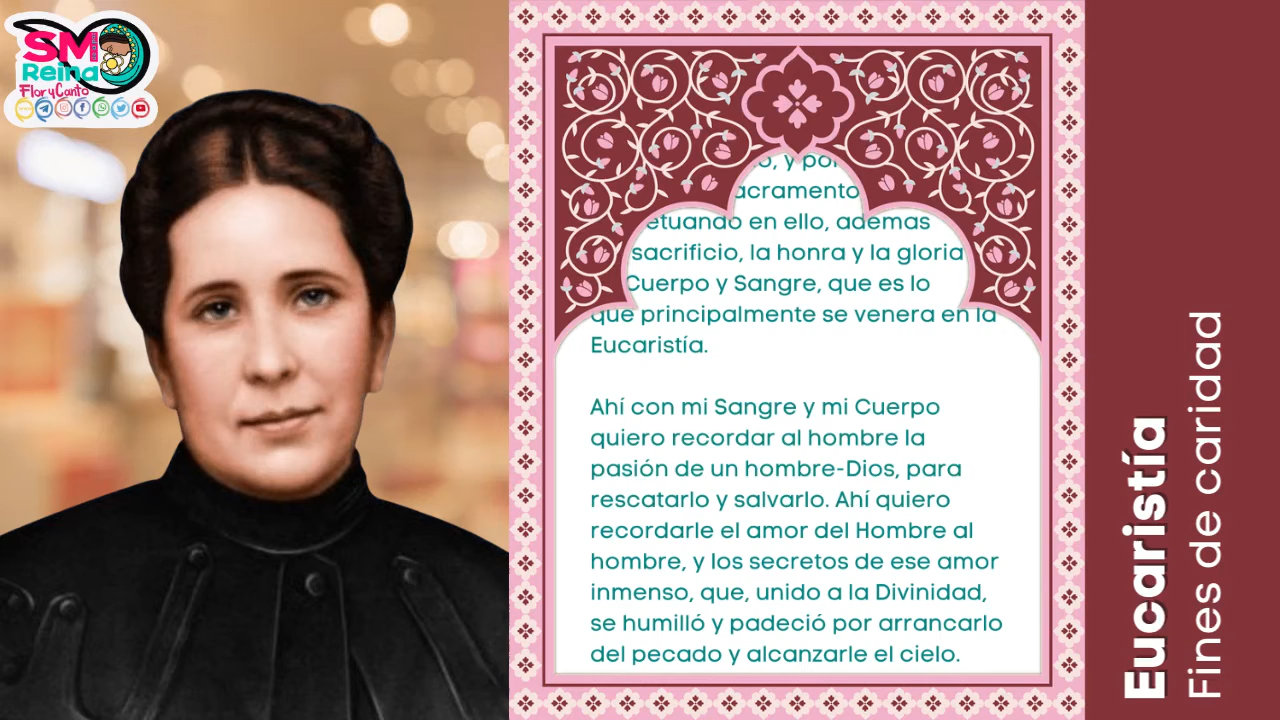 SM
Reina
Flor y Canto
o, y por
acramento
etuando en ello, además
sacrificio, la honra y la gloria
Cuerpo y Sangre, que es lo
que principalmente se venera en la
Eucaristía.
Ahí con mi Sangre y mi Cuerpo
quiero recordar al hombre la
pasión de un hombre-Dios, para
rescatarlo y salvarlo. Ahí quiero
recordarle el amor del Hombre al
hombre, y los secretos de ese amor
inmenso, que, unido a la Divinidad,
se humilló y padeció por arrancarlo
del pecado y alcanzarle el cielo.
Eucaristía
Fines de caridad